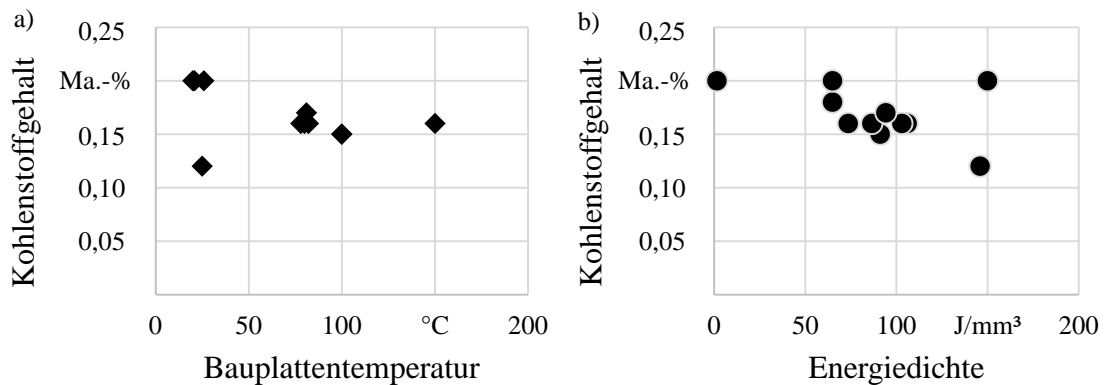 a)
0,25
Ma.-%
0,15
0,10
0,05
Kohlenstoffgehalt
0 50 100 °C 200
Bauplattentemperatur
b)
0,25
Ma.-%
0,15
0,10
0,05
Kohlenstoffgehalt
0 50 100 J/mm³ 200
Energiedichte